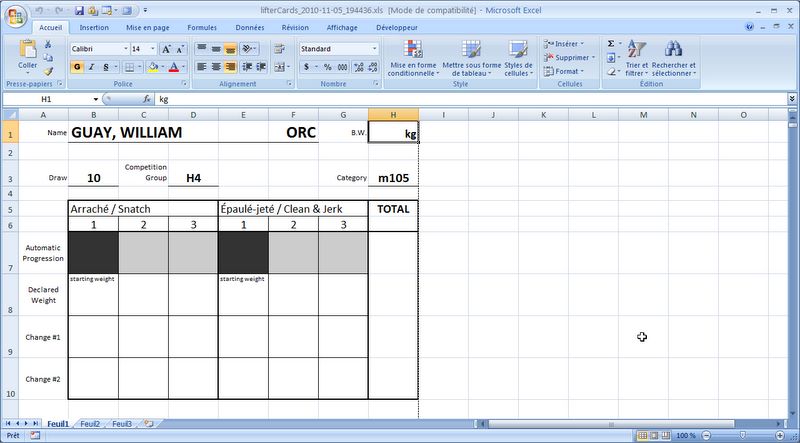 lifterCards_2010-11-05_194436.xls [Mode de compatibilité] - Microsoft Excel
Accueil Insertion Mise en page Formules Données Révision Affichage Développeur
Coller
Calibri 14
G I S
Standard
% 000
Mise en forme conditionnelle
Mettre sous forme de tableau
Styles de cellules
Insérer
Supprimer
Format
Trier et filtrer
Rechercher et sélectionner
Presse-papiers Police Alignement Nombre Style Cellules Édition
H1 fx kg
A B C D E F G H I J K L M N O
1 Name GUAY, WILLIAM ORC B.W. kg
2
3 Draw 10 Competition Group H4 Category m105
4
5 Arraché / Snatch Épaulé-jeté / Clean & Jerk TOTAL
6 1 2 3 1 2 3
7 Automatic Progression
8 Declared Weight starting weight starting weight
9 Change #1
10 Change #2
Feuil1 Feuil2 Feuil3
Prêt 100 %